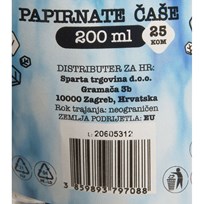 PAPIRNATE ČAŠE
200 ml
25
KOM
DISTRIBUTER ZA HR:
Sparta trgovina d.o.o.
Gramača 3b
10000 Zagreb, Hrvatska
Rok trajanja: neograničen
ZEMLJA PODRIJETLA: EU
L: 20605312
3 859893 797088